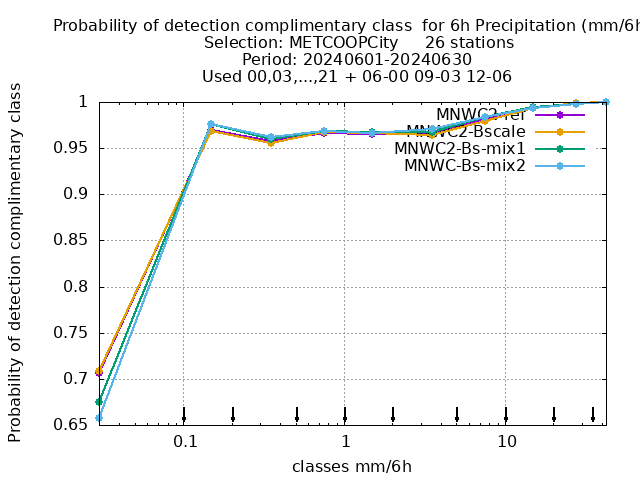 Probability of detection complimentary class  for 6h Precipitation (mm/6h
Selection: METCOOPCity     26 stations
Period: 20240601-20240630
Used 00,03,...,21 + 06-00 09-03 12-06
Probability of detection complimentary class
1
0.95
0.9
0.85
0.8
0.75
0.7
0.65
MNWC2-ref
MNWC2-Bscale
MNWC2-Bs-mix1
MNWC-Bs-mix2
0.1
1
10
classes mm/6h